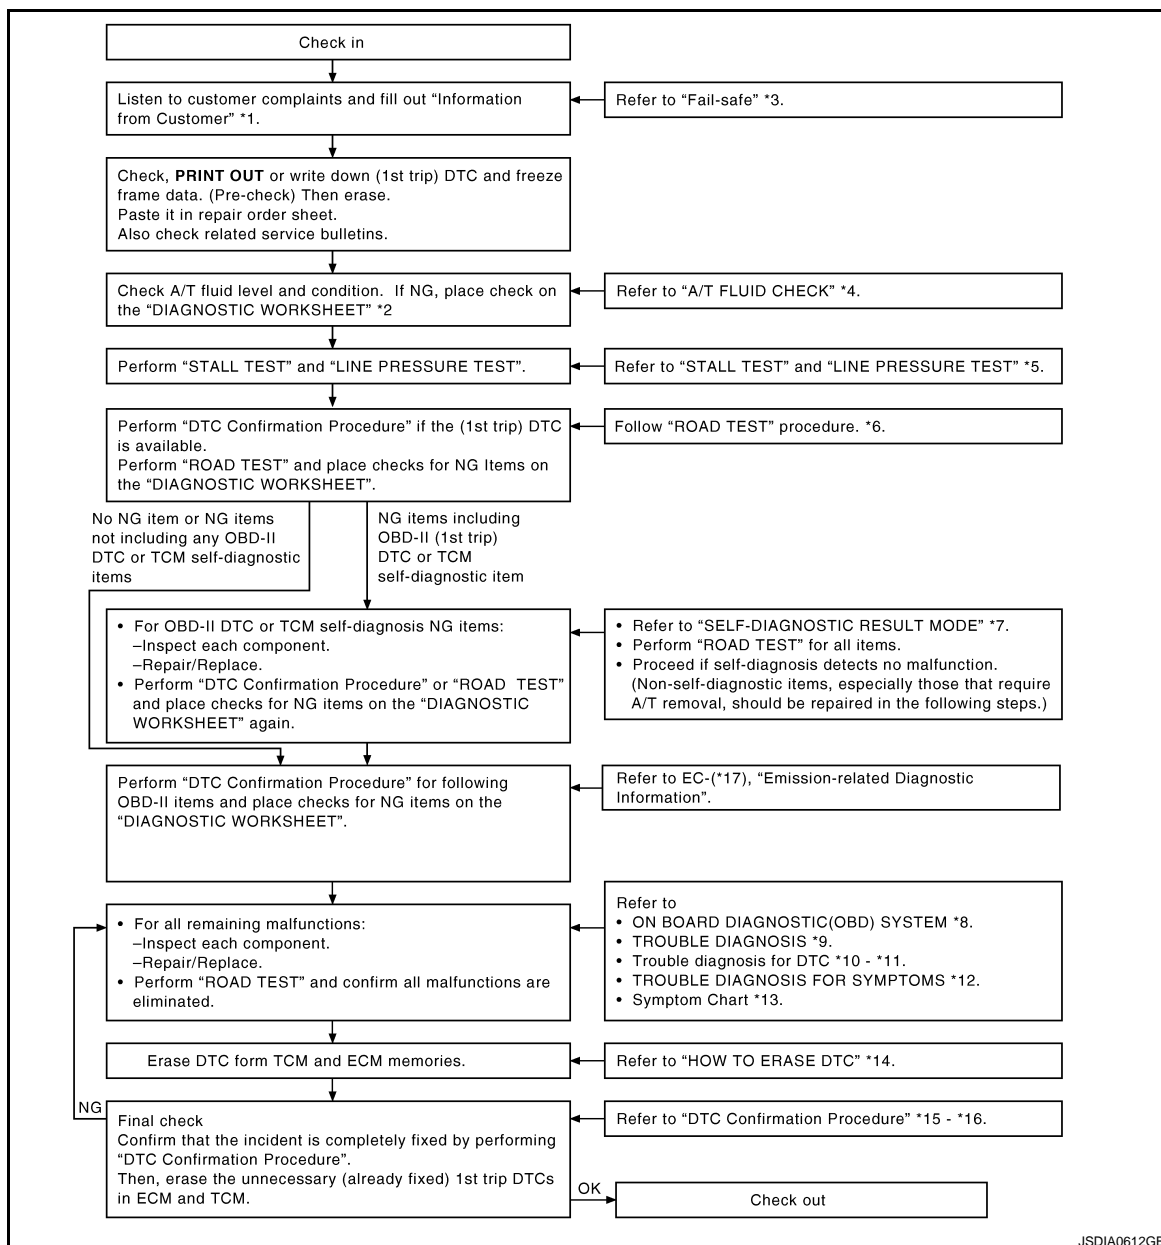 Check in
Listen to customer complaints and fill out “Information
from Customer” *1.
Refer to “Fail-safe” *3.
Check, PRINT OUT or write down (1st trip) DTC and freeze
frame data. (Pre-check) Then erase.
Paste it in repair order sheet.
Also check related service bulletins.
Check A/T fluid level and condition. If NG, place check on
the “DIAGNOSTIC WORKSHEET” *2
Refer to “A/T FLUID CHECK” *4.
Perform “STALL TEST” and “LINE PRESSURE TEST”.
Refer to “STALL TEST” and “LINE PRESSURE TEST” *5.
Perform “DTC Confirmation Procedure” if the (1st trip) DTC
is available.
Perform “ROAD TEST” and place checks for NG Items on
the “DIAGNOSTIC WORKSHEET”.
Follow “ROAD TEST” procedure. *6.
No NG item or NG items
not including any OBD-II
DTC or TCM self-diagnostic
items
NG items including
OBD-II (1st trip)
DTC or TCM
self-diagnostic item
• For OBD-II DTC or TCM self-diagnosis NG items:
–Inspect each component.
–Repair/Replace.
• Perform “DTC Confirmation Procedure” or “ROAD TEST”
and place checks for NG items on the “DIAGNOSTIC
WORKSHEET” again.
• Refer to “SELF-DIAGNOSTIC RESULT MODE” *7.
• Perform “ROAD TEST” for all items.
• Proceed if self-diagnosis detects no malfunction.
(Non-self-diagnostic items, especially those that require
A/T removal, should be repaired in the following steps.)
Perform “DTC Confirmation Procedure” for following
OBD-II items and place checks for NG items on the
“DIAGNOSTIC WORKSHEET”.
Refer to EC-(*17), “Emission-related Diagnostic
Information”.
• For all remaining malfunctions:
–Inspect each component.
–Repair/Replace.
• Perform “ROAD TEST” and confirm all malfunctions are
eliminated.
Refer to
• ON BOARD DIAGNOSTIC(OBD) SYSTEM *8.
• TROUBLE DIAGNOSIS *9.
• Trouble diagnosis for DTC *10 - *11.
• TROUBLE DIAGNOSIS FOR SYMPTOMS *12.
• Symptom Chart *13.
Erase DTC form TCM and ECM memories.
Refer to “HOW TO ERASE DTC” *14.
NG
Final check
Confirm that the incident is completely fixed by performing
“DTC Confirmation Procedure”.
Then, erase the unnecessary (already fixed) 1st trip DTCs
in ECM and TCM.
Refer to “DTC Confirmation Procedure” *15 - *16.
OK
Check out
JSDIA0612GB